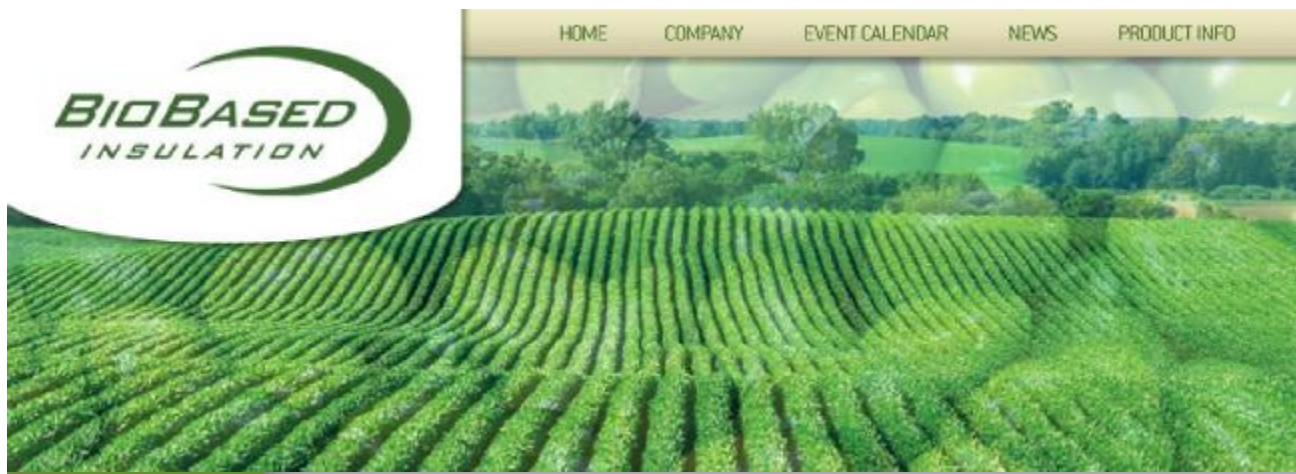 HOME COMPANY EVENT CALENDAR NEWS PRODUCT INFO
BIOBASED
INSULATION